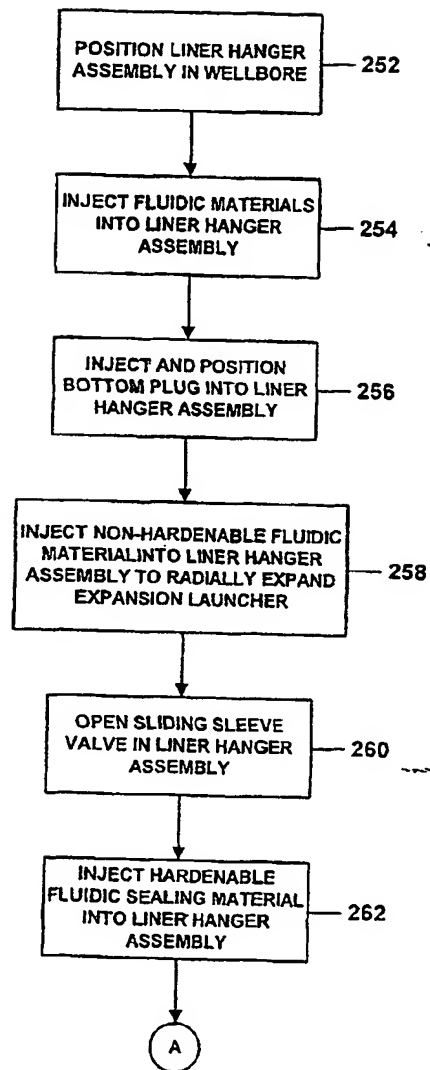 POSITION LINER HANGER
ASSEMBLY IN WELLBORE
252
INJECT FLUIDIC MATERIALS
INTO LINER HANGER
ASSEMBLY
254
INJECT AND POSITION
BOTTOM PLUG INTO LINER
HANGER ASSEMBLY
256
INJECT NON-HARDENABLE FLUIDIC
MATERIALINTO LINER HANGER
ASSEMBLY TO RADIALLY EXPAND
EXPANSION LAUNCHER
258
OPEN SLIDING SLEEVE
VALVE IN LINER HANGER
ASSEMBLY
260
INJECT HARDENABLE
FLUIDIC SEALING MATERIAL
INTO LINER HANGER
ASSEMBLY
262
A